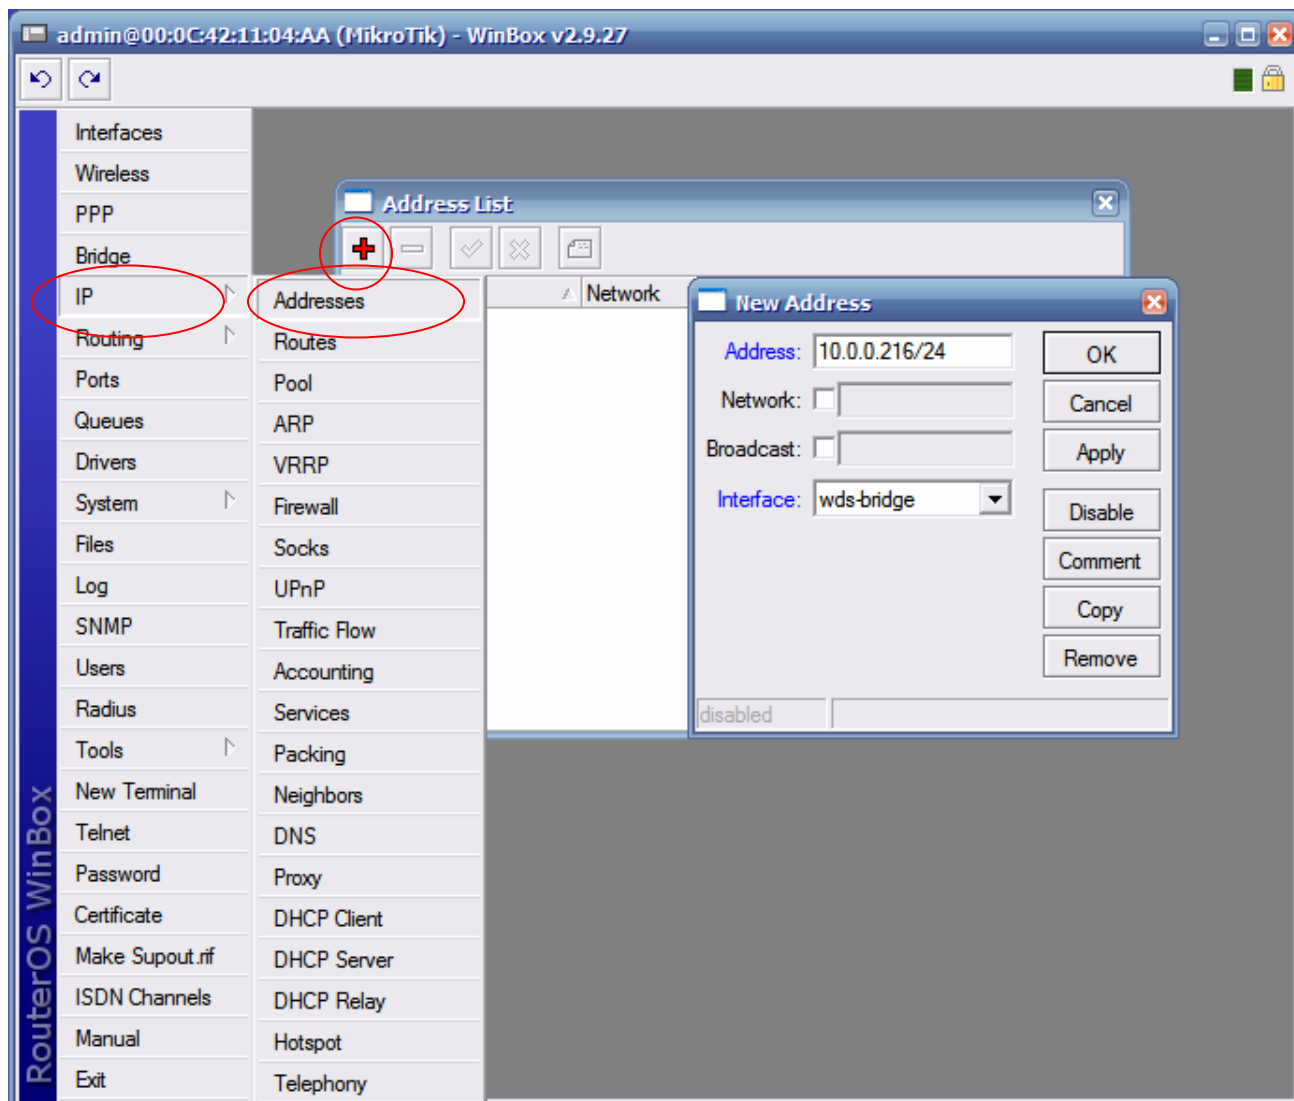 admin@00:0C:42:11:04:AA (MikroTik) - WinBox v2.9.27
Interfaces
Wireless
PPP
Bridge
IP
Routing
Ports
Queues
Drivers
System
Files
Log
SNMP
Users
Radius
Tools
New Terminal
Telnet
Password
Certificate
Make Supout.rif
ISDN Channels
Manual
Exit
RouterOS WinBox
Addresses
Routes
Pool
ARP
VRRP
Firewall
Socks
UPnP
Traffic Flow
Accounting
Services
Packing
Neighbors
DNS
Proxy
DHCP Client
DHCP Server
DHCP Relay
Hotspot
Telephony
Address List
Network
New Address
Address: 10.0.0.216/24
Network:
Broadcast:
Interface: wds-bridge
OK
Cancel
Apply
Disable
Comment
Copy
Remove
disabled